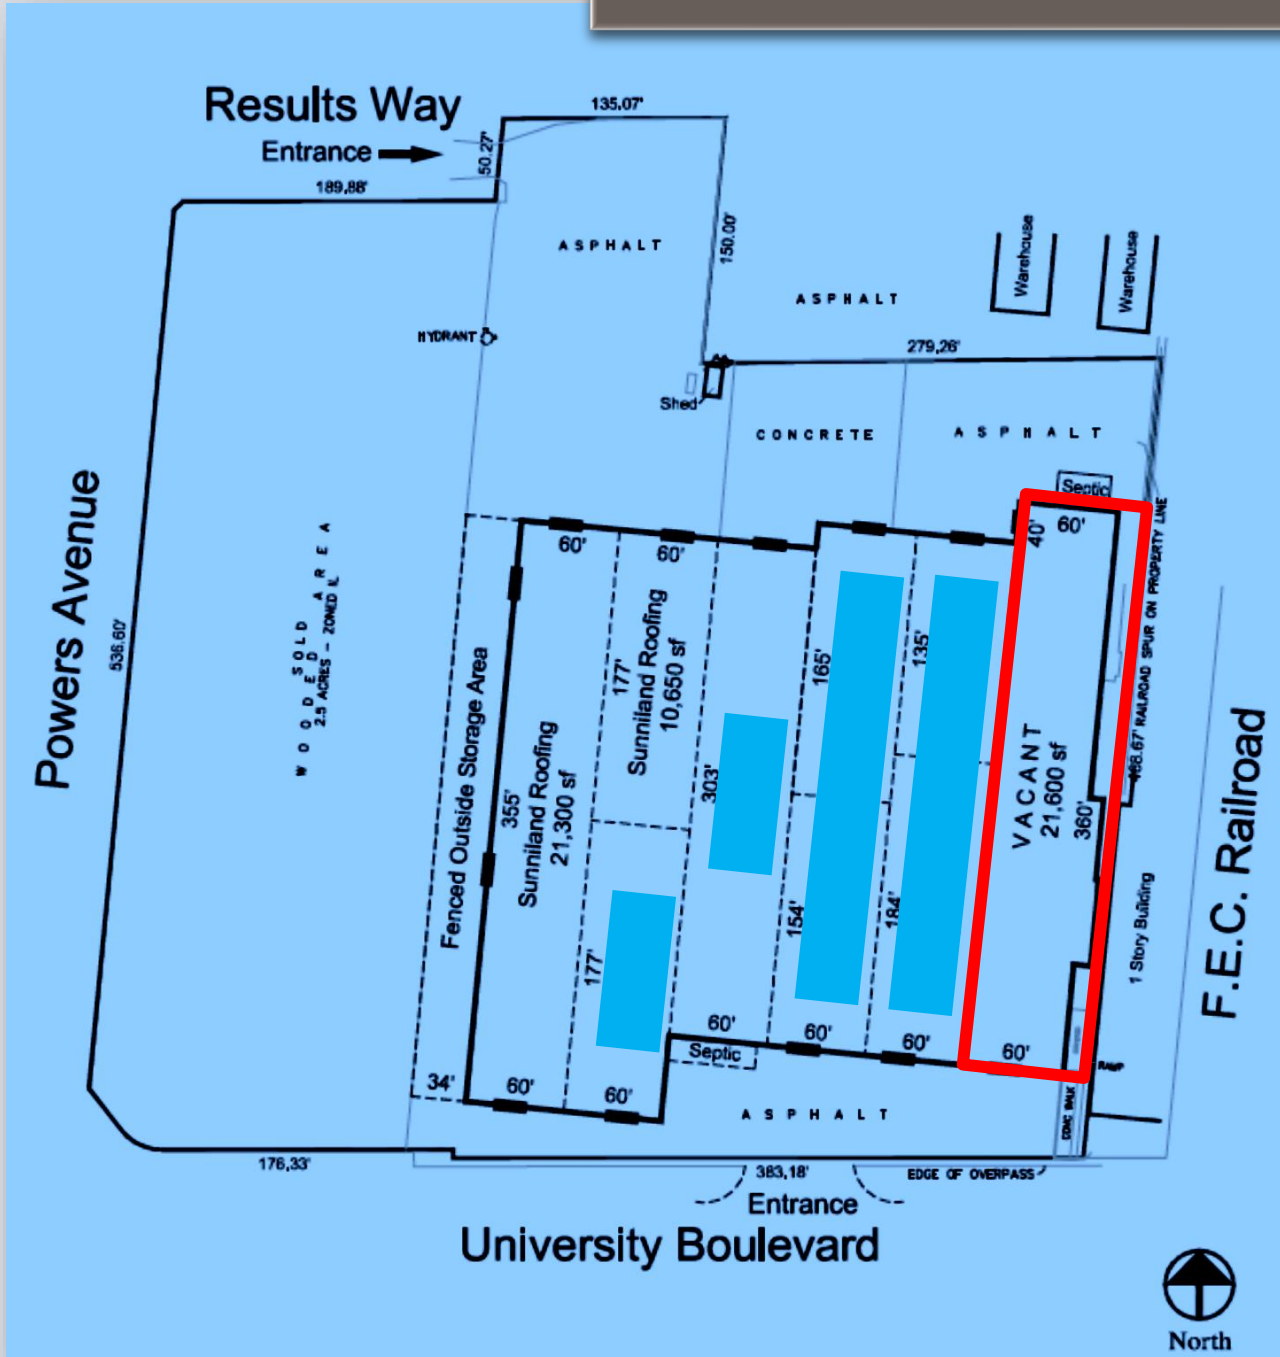 Results Way
Entrance
135.07'
50.27'
189.88'
150.00'
ASPHALT
ASPHALT
Warehouse
Warehouse
HYDRANT
279.26'
Shed
CONCRETE
ASPHALT
Septic
60'
60'
40'
60'
Powers Avenue
536.60'
WOODED AREA
SOLD
2.5 ACRES - ZONED IL
Fenced Outside Storage Area
355'
Sunniland Roofing
21,300 sf
177'
Sunniland Roofing
10,650 sf
177'
303'
165'
154'
135'
184'
VACANT
21,600 sf
360'
468.67' RAILROAD SPUR ON PROPERTY LINE
1 Story Building
F.E.C. Railroad
34'
60'
60'
60'
Septic
60'
60'
60'
RAMP
CONC WALK
ASPHALT
176.33'
383.18'
EDGE OF OVERPASS
Entrance
University Boulevard
North